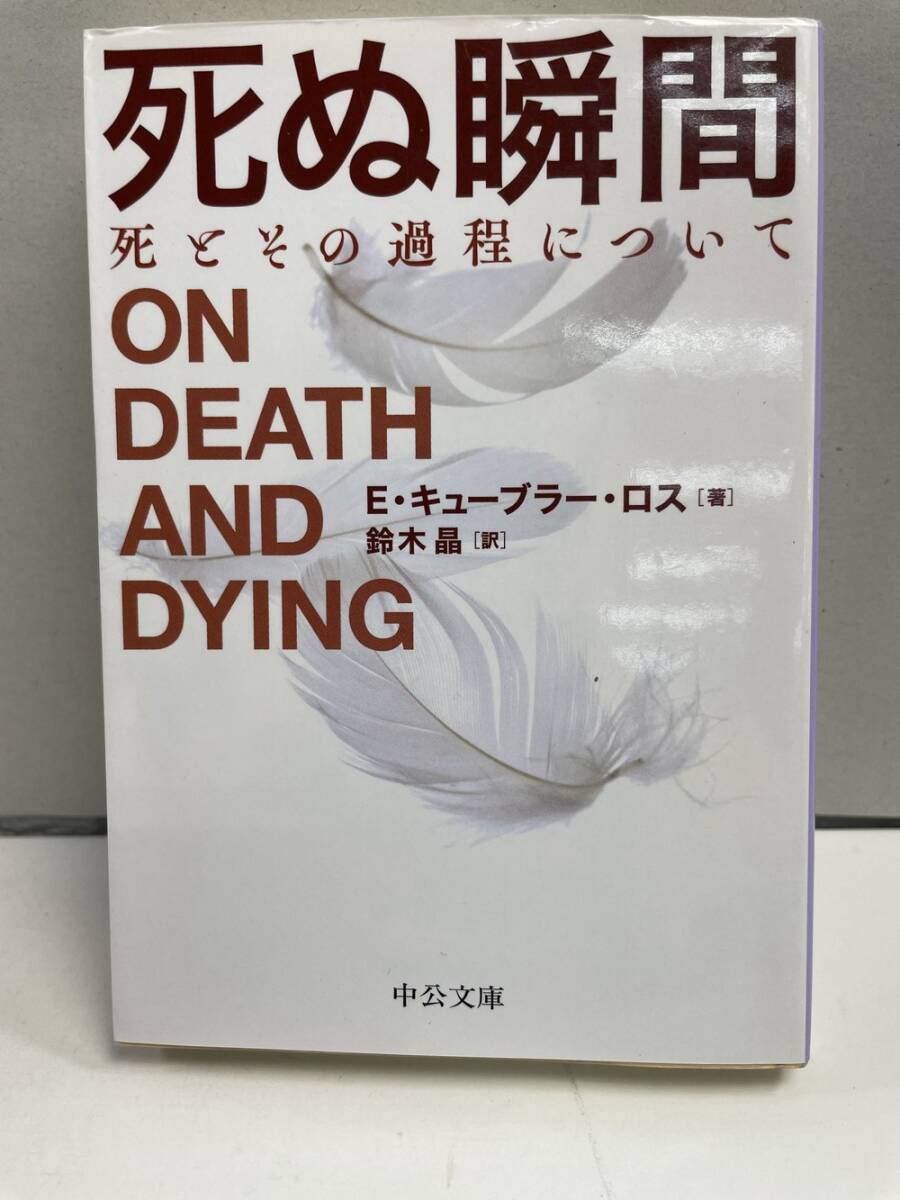 死ぬ瞬間
死とその過程について
ON
DEATH
AND
DYING
E・キューブラー・ロス［著］
鈴木 晶［訳］
中公文庫